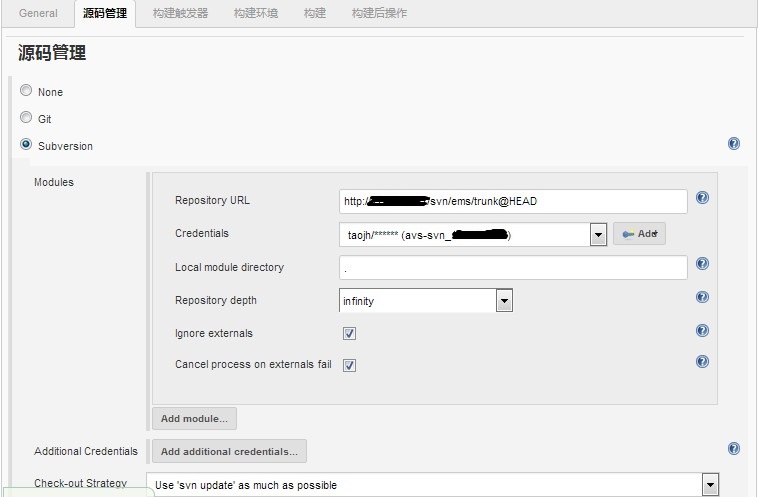 General 源码管理 构建触发器 构建环境 构建 构建后操作
源码管理
None
Git
Subversion
Modules
Repository URL http: /svn/ems/trunk@HEAD
Credentials taojh/****** (avs-svn_ ) Add
Local module directory .
Repository depth infinity
Ignore externals
Cancel process on externals fail
Add module...
Additional Credentials Add additional credentials...
Check-out Strategy Use 'svn update' as much as possible